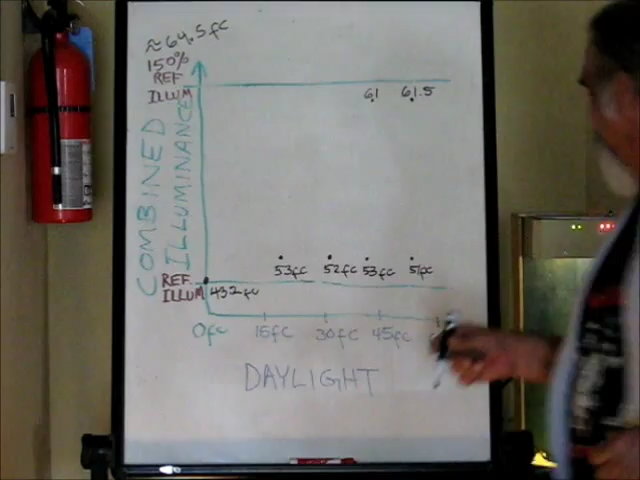 ≈64.5fc
150%
REF
ILLUM
61 61.5
COMBINED
ILLUMINANCE
53fc 52fc 53fc 51fc
REF.
ILLUM
43.2fc
0fc 15fc 30fc 45fc
DAYLIGHT